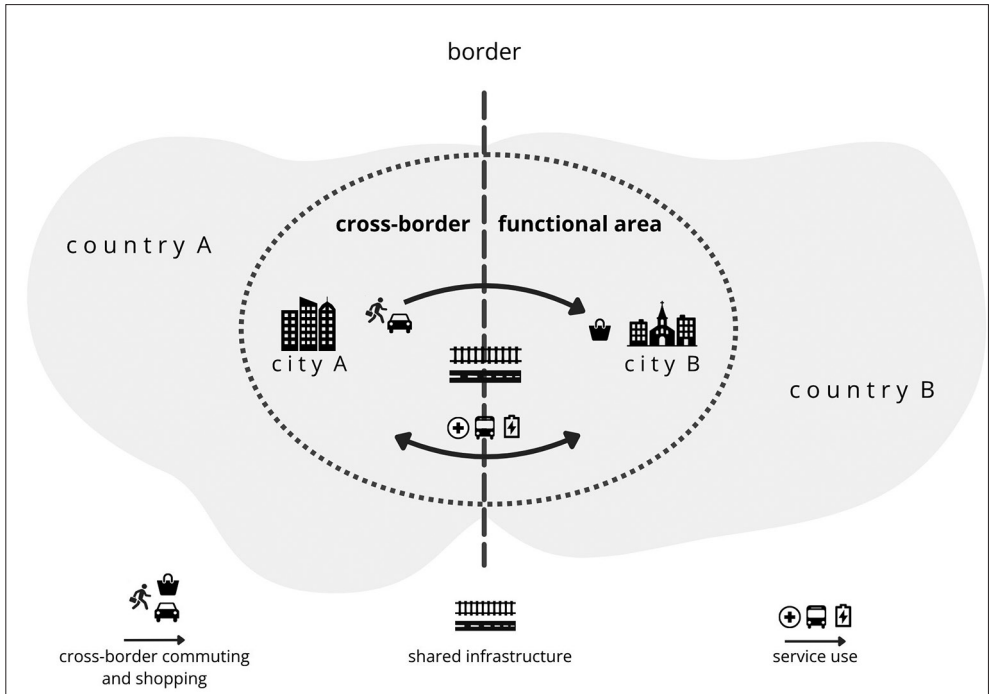 border
cross-border functional area
country A
city A
city B
country B
cross-border commuting
and shopping
shared infrastructure
service use